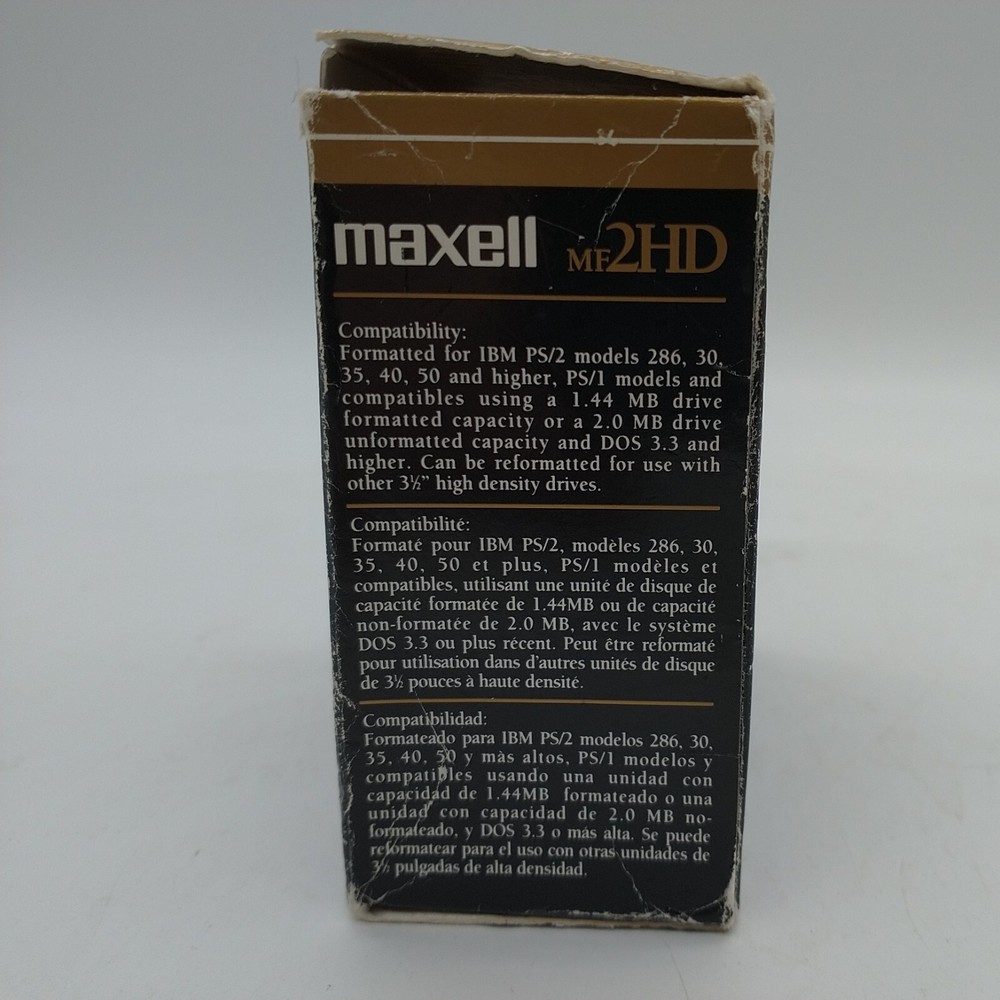 maxell MF2HD
Compatibility:
Formatted for IBM PS/2 models 286, 30,
35, 40, 50 and higher, PS/1 models and
compatibles using a 1.44 MB drive
formatted capacity or a 2.0 MB drive
unformatted capacity and DOS 3.3 and
higher. Can be reformatted for use with
other 3½" high density drives.
Compatibilité:
Formaté pour IBM PS/2, modèles 286, 30,
35, 40, 50 et plus, PS/1 modèles et
compatibles, utilisant une unité de disque de
capacité formatée de 1.44MB ou de capacité
non-formatée de 2.0 MB, avec le système
DOS 3.3 ou plus récent. Peut être reformaté
pour utilisation dans d'autres unités de disque
de 3½ pouces à haute densité.
Compatibilidad:
Formateado para IBM PS/2 modelos 286, 30,
35, 40, 50 y màs altos, PS/1 modelos y
compatibles usando una unidad con
capacidad de 1.44MB formateado o una
unidad con capacidad de 2.0 MB no-
formateado, y DOS 3.3 o más alta. Se puede
reformatear para el uso con otras unidades de
3½ pulgadas de alta densidad.